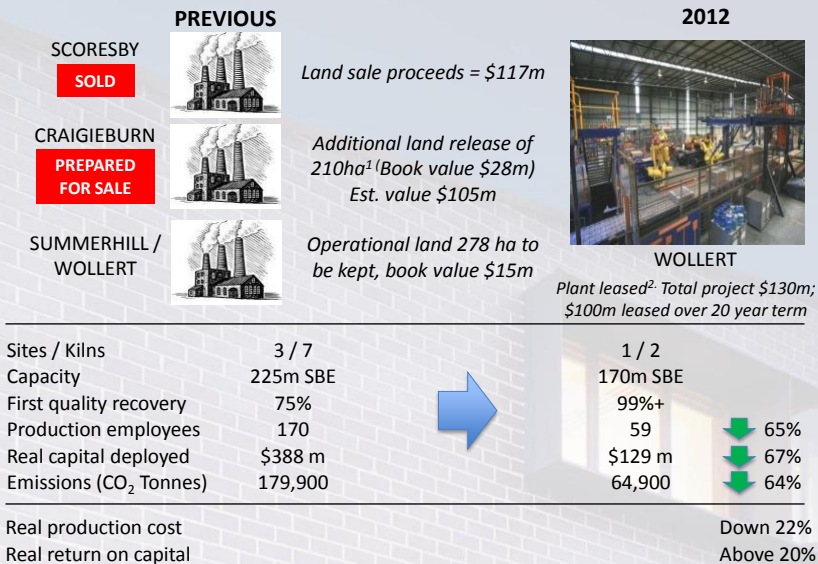 PREVIOUS
2012
SCORESBY
SOLD
Land sale proceeds = $117m
CRAIGIEBURN
PREPARED
FOR SALE
Additional land release of
210ha¹ (Book value $28m)
Est. value $105m
SUMMERHILL /
WOLLERT
Operational land 278 ha to
be kept, book value $15m
WOLLERT
Plant leased². Total project $130m;
$100m leased over 20 year term
Sites / Kilns 3 / 7 1 / 2
Capacity 225m SBE 170m SBE
First quality recovery 75% 99%+
Production employees 170 59 65%
Real capital deployed $388 m $129 m 67%
Emissions (CO₂ Tonnes) 179,900 64,900 64%
Real production cost Down 22%
Real return on capital Above 20%